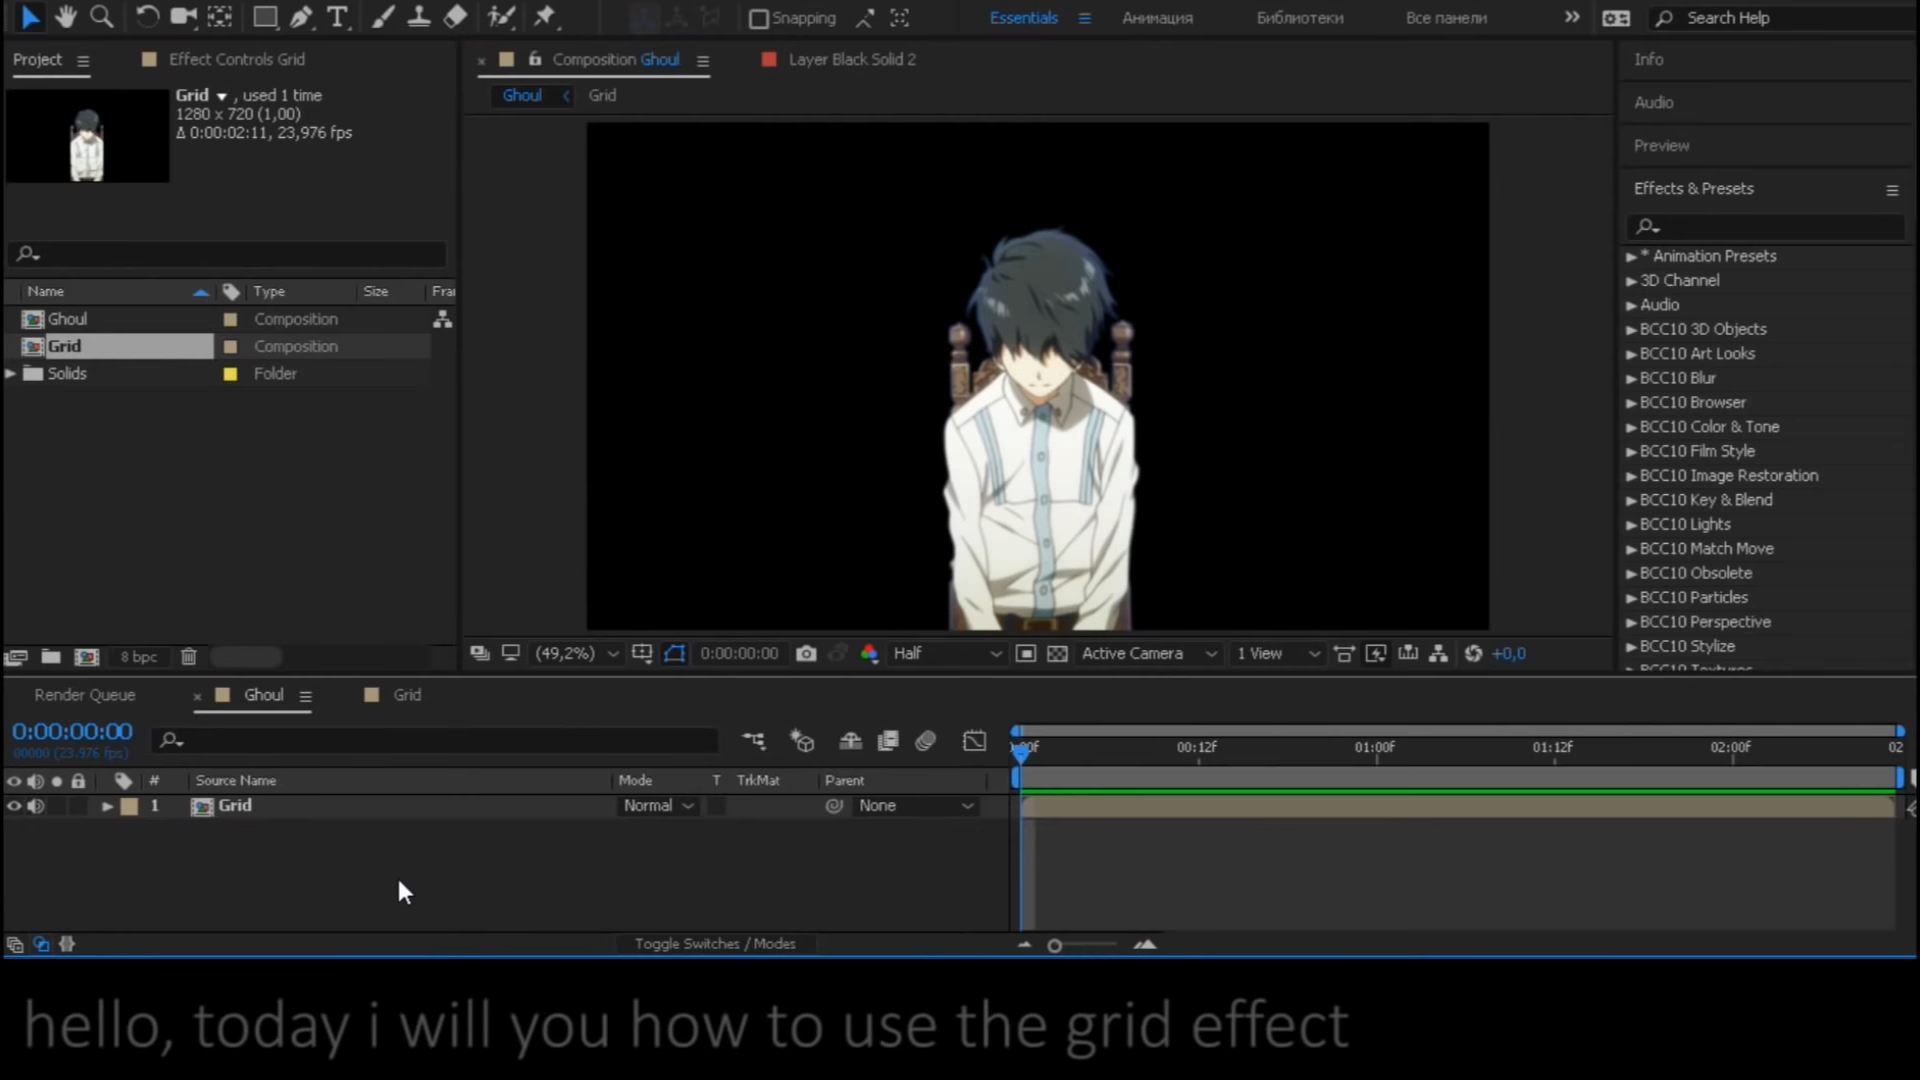 Snapping
Essentials
Анимация
Библиотеки
Все панели
Search Help
Project
Effect Controls Grid
Composition Ghoul
Layer Black Solid 2
Info
Grid , used 1 time
1280 x 720 (1,00)
Δ 0:00:02:11, 23,976 fps
Ghoul
Grid
Audio
Preview
Effects & Presets
Name
Type
Size
Fra
Ghoul
Composition
Grid
Composition
Solids
Folder
* Animation Presets
3D Channel
Audio
BCC10 3D Objects
BCC10 Art Looks
BCC10 Blur
BCC10 Browser
BCC10 Color & Tone
BCC10 Film Style
BCC10 Image Restoration
BCC10 Key & Blend
BCC10 Lights
BCC10 Match Move
BCC10 Obsolete
BCC10 Particles
BCC10 Perspective
BCC10 Stylize
8 bpc
(49,2%)
0:00:00:00
Half
Active Camera
1 View
+0,0
Render Queue
Ghoul
Grid
0:00:00:00
00000 (23.976 fps)
00f
00:12f
01:00f
01:12f
02:00f
02
#
Source Name
Mode
T
TrkMat
Parent
1
Grid
Normal
None
Toggle Switches / Modes
hello, today i will you how to use the grid effect